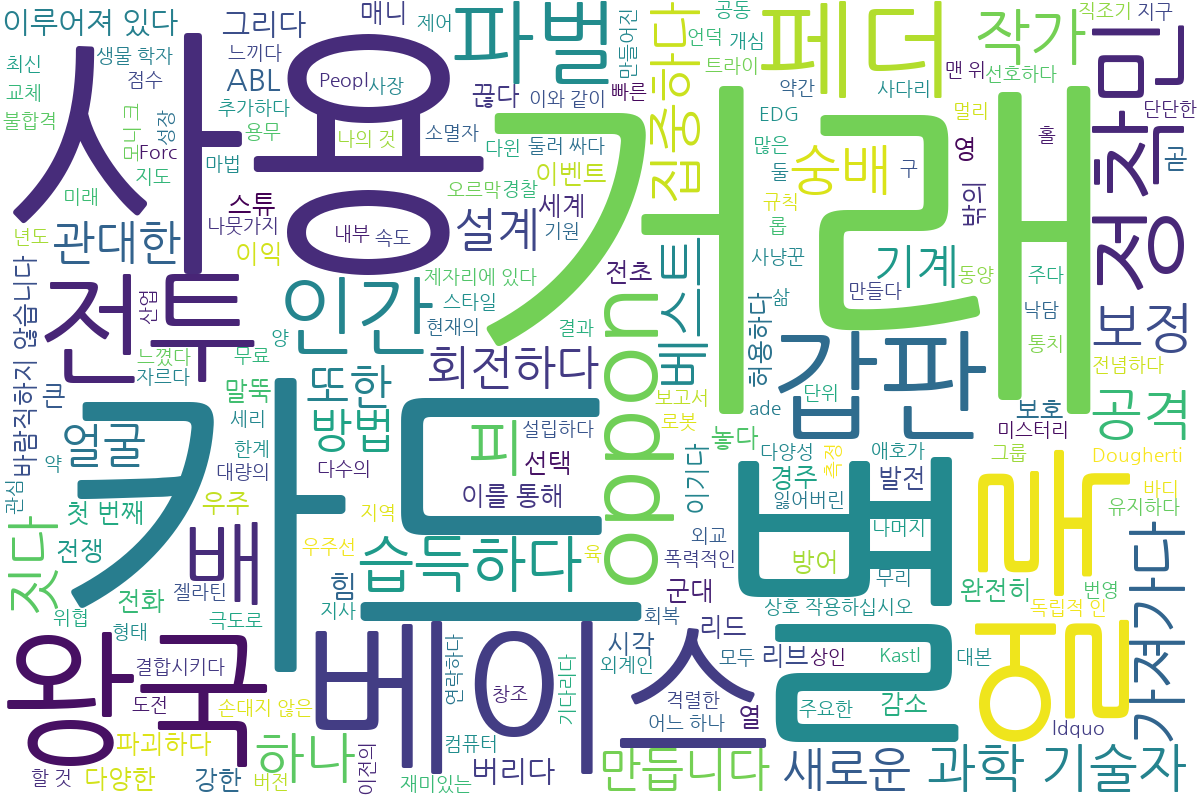 이루어져 있다
그리다
매니
제어
파벌
만들어진
공동
언덕
개심
트라이
페더
작가
직조기
지구
최신
생물 학자
점수
느끼다
ABL
Peopl
사장
끊다
이와 같이
빠른
집중하다
약간
사다리
맨 위
선호하다
정착민
교체
불합격
모니크
성장
추가하다
용무
나의 것
소멸자
EDG
멀리
단단한
사용
거래
Forc
마법
지도
미래
다윈
둘러 싸다
많은
둘
숭배
구
영
홀
스튜
나뭇가지
오르막
경찰
이벤트
규칙
밖의
년도
관대한
이익
내부
속도
설계
세계
기원
롭
사냥꾼
기계
동양
주다
바람직하지 않습니다
산업
전투
양
인간
제자리에 있다
스타일
현재의
전초
결과
베스트
허용하다
삶
만들다
낙담
통치
보정
느꼈다
자르다
무료
회전하다
oppon
갑판
전념하다
큰
말뚝
또한
세리
방법
피
설립하다
보고서
로봇
ade
단위
보호
미스터리
공격
얼굴
한계
대량의
약
다수의
선택
놓다
다양성
측정
애호가
그룹
Dougherti
관심
우주
카드
이를 통해
이기다
경주
발전
잃어버린
벌록
엘
바디
유지하다
첫 번째
짓다
전쟁
배
지역
우주선
습득하다
육
외교
폭력적인
나머지
방어
무리
가져가다
위협
전화
젤라틴
힘
지사
회복
군대
상호 작용하십시오
완전히
번영
독립적 인
형태
극도로
왕국
결합시키다
베이스
연락하다
시각
외계인
리드
모두
리브
상인
Kastl
대본
도전
손대지 않은
창조
기다리다
격렬한
어느 하나
열
주요한
감소
ldquo
파괴하다
하나
이전의
컴퓨터
할 것
다양한
강한
버전
재미있는
버리다
만듭니다
새로운
과학 기술자